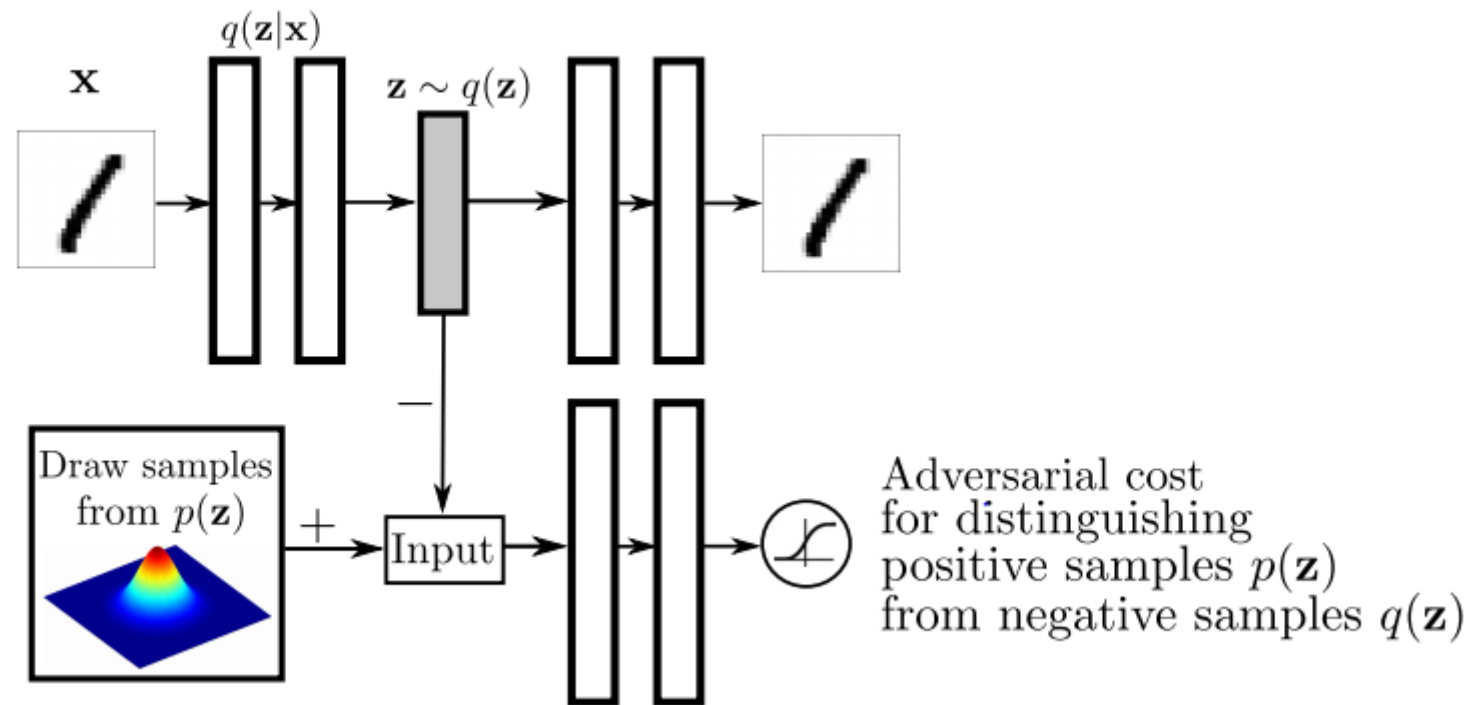 q(z|x)
x
z ∼ q(z)
−
Draw samples
from p(z)
+
Input
Adversarial cost
for distinguishing
positive samples p(z)
from negative samples q(z)